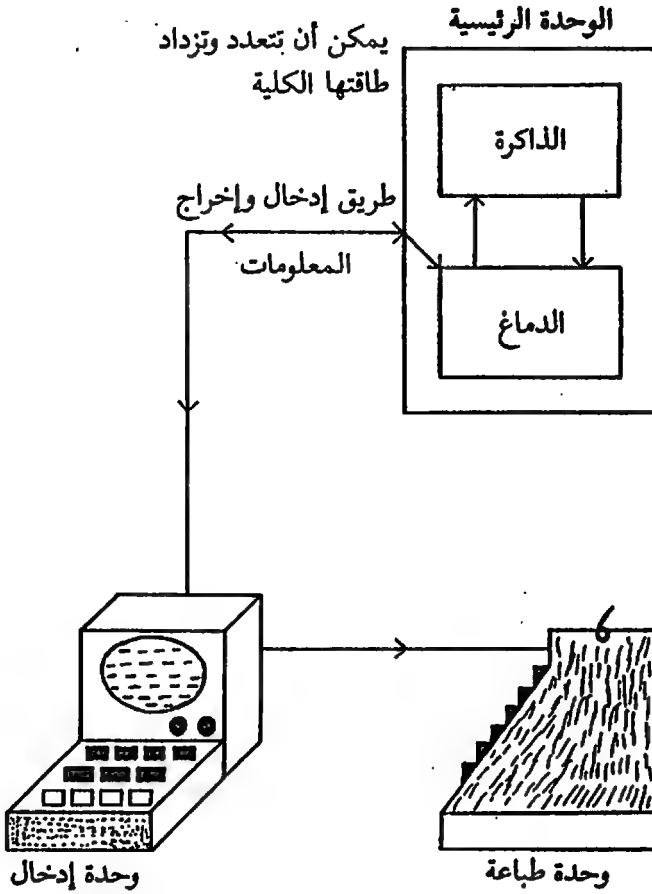 الوحدة الرئيسية
يمكن أن تتعدد وتزداد
طاقتها الكلية
الذاكرة
طريق إدخال وإخراج
المعلومات
الدماغ
وحدة إدخال
وحدة طباعة